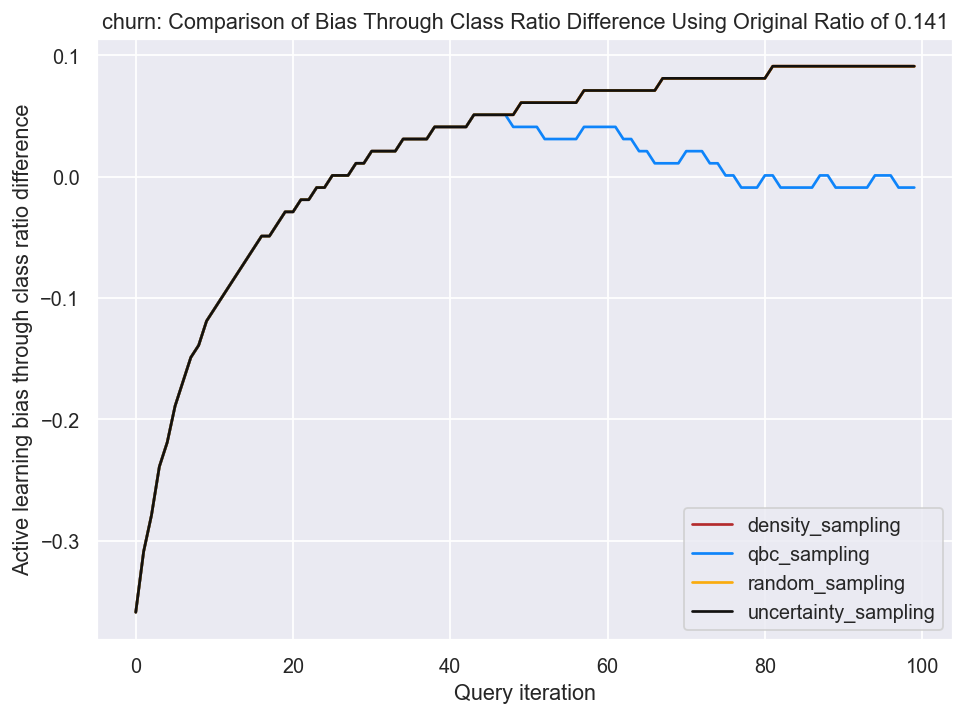 churn: Comparison of Bias Through Class Ratio Difference Using Original Ratio of 0.141
Active learning bias through class ratio difference
0.1
0.0
−0.1
−0.2
−0.3
0
20
40
60
80
100
Query iteration
density_sampling
qbc_sampling
random_sampling
uncertainty_sampling